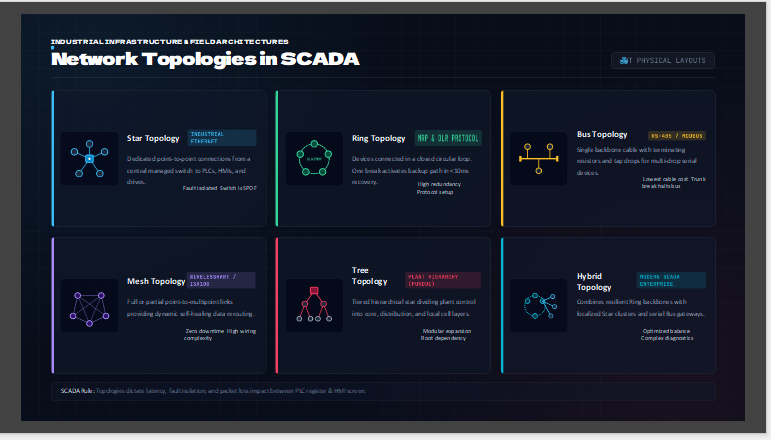 INDUSTRIAL INFRASTRUCTURE & FIELD ARCHITECTURES
Network Topologies in SCADA
OT PHYSICAL LAYOUTS
Star Topology
INDUSTRIAL
ETHERNET
Dedicated point-to-point connections from a
central managed switch to PLCs, HMIs, and
drives.
Fault isolated Switch is SPOF
Ring Topology
MRP & DLR PROTOCOL
Devices connected in a closed circular loop.
One break activates backup path in <10ms
recovery.
High redundancy
Protocol setup
Bus Topology
RS-485 / MODBUS
Single backbone cable with terminating
resistors and tap drops for multi-drop serial
devices.
Lowest cable cost Trunk
break halts bus
Mesh Topology
WIRELESSHART /
ISA100
Full or partial point-to-multipoint links
providing dynamic self-healing data rerouting.
Zero downtime High wiring
complexity
Tree
Topology
PLANT HIERARCHY
(PURDUE)
Tiered hierarchical star dividing plant control
into core, distribution, and local cell layers.
Modular expansion
Root dependency
Hybrid
Topology
MODERN SCADA
ENTERPRISE
Combines resilient Ring backbones with
localized Star clusters and serial Bus gateways.
Optimized balance
Complex diagnostics
SCADA Rule: Topologies dictate latency, fault isolation, and packet loss impact between PLC register & HMI screen.